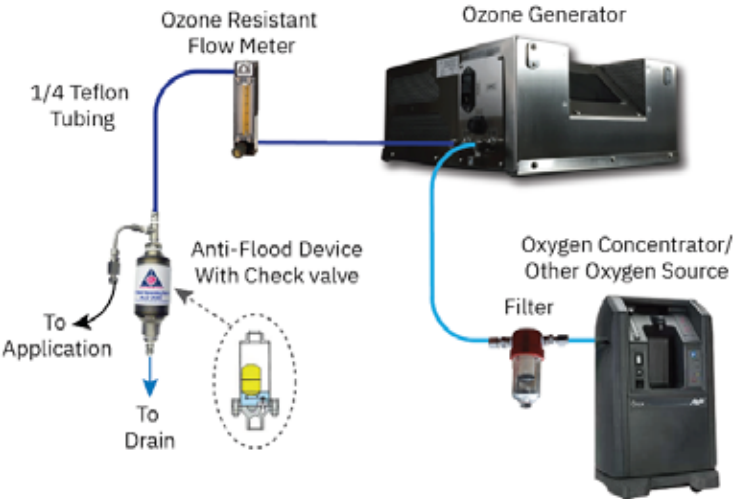 Ozone Resistant
Flow Meter
Ozone Generator
1/4 Teflon
Tubing
Anti-Flood Device
With Check valve
Oxygen Concentrator/
Other Oxygen Source
Filter
To
Application
To
Drain